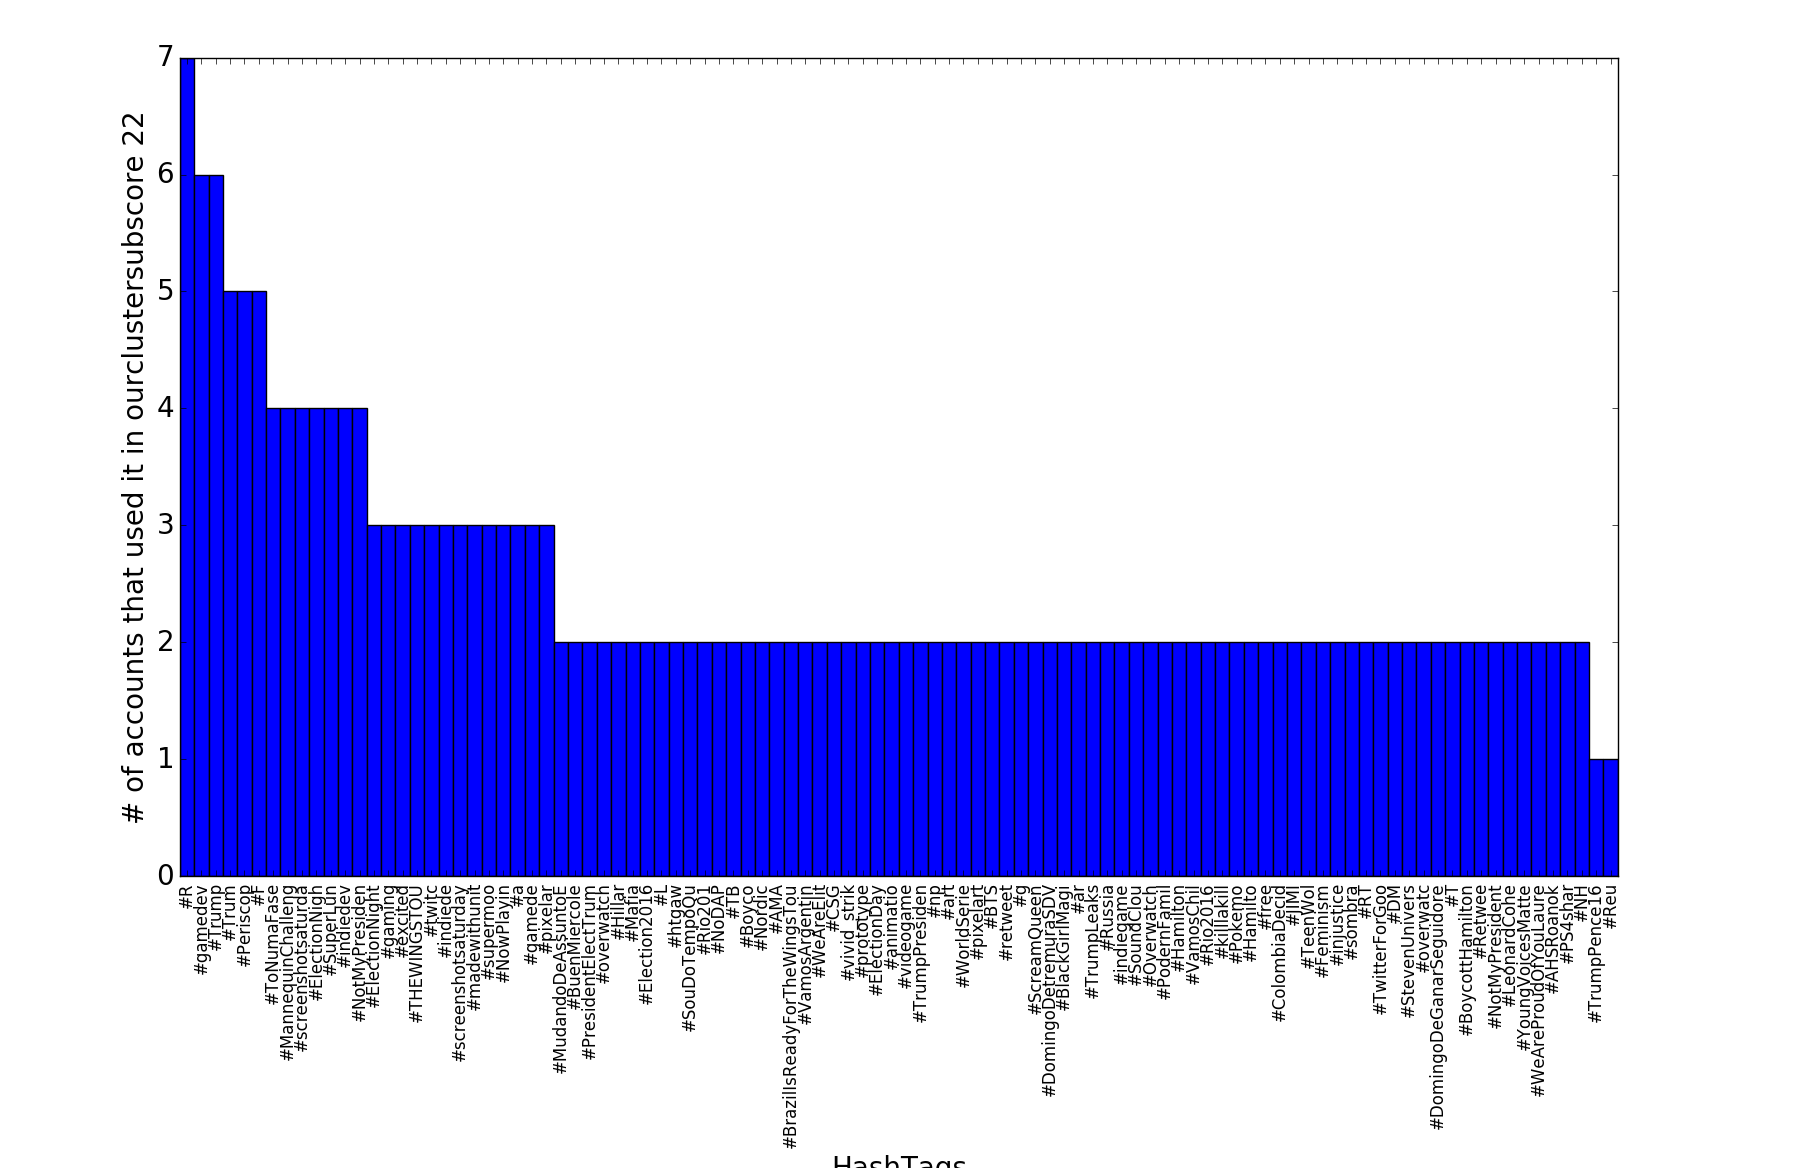 # of accounts that used it in ourclustersubscore 22
7
6
5
4
3
2
1
0
#R
#gamedev
#Trump
#Trum
#Periscop
#F
#ToNumaFase
#MannequinChalleng
#screenshotsaturda
#ElectionNigh
#SuperLun
#indiedev
#NotMyPresiden
#ElectionNight
#gaming
#excited
#THEWINGSTOU
#twitc
#indiede
#screenshotsaturday
#madewithunit
#supermoo
#NowPlayin
#a
#gamede
#pixelar
#MudandoDeAssuntoE
#BuenMiercole
#PresidentElectTrum
#overwatch
#Hillar
#Mafia
#Election2016
#L
#htgaw
#SouDoTempoQu
#Rio201
#NoDAP
#TB
#Boyco
#Nordic
#AMA
#BrazilIsReadyForTheWingsTou
#VamosArgentin
#WeAreElit
#CSG
#vivid_strik
#prototype
#ElectionDay
#animatio
#videogame
#TrumpPresiden
#np
#art
#WorldSerie
#pixelart
#BTS
#retweet
#g
#ScreamQueen
#DomingoDetremuraSDV
#BlackGirlMagi
#ar
#TrumpLeaks
#Russia
#indiegame
#SoundClou
#Overwatch
#PodernFamil
#Hamilton
#VamosChil
#Rio2016
#killlakill
#Pokemo
#Hamilto
#free
#ColombiaDecid
#JIMI
#TeenWol
#Feminism
#injustice
#sombra
#RT
#TwitterForGoo
#DM
#StevenUnivers
#overwatc
#DomingoDeGanarSeguidore
#T
#BoycottHamilton
#Retwee
#NotMyPresident
#LeonardCohe
#YoungVoicesMatte
#WeAreProudOfYouLaure
#AHSRoanok
#PS4shar
#NH
#TrumpPence16
#Reu
HashTags